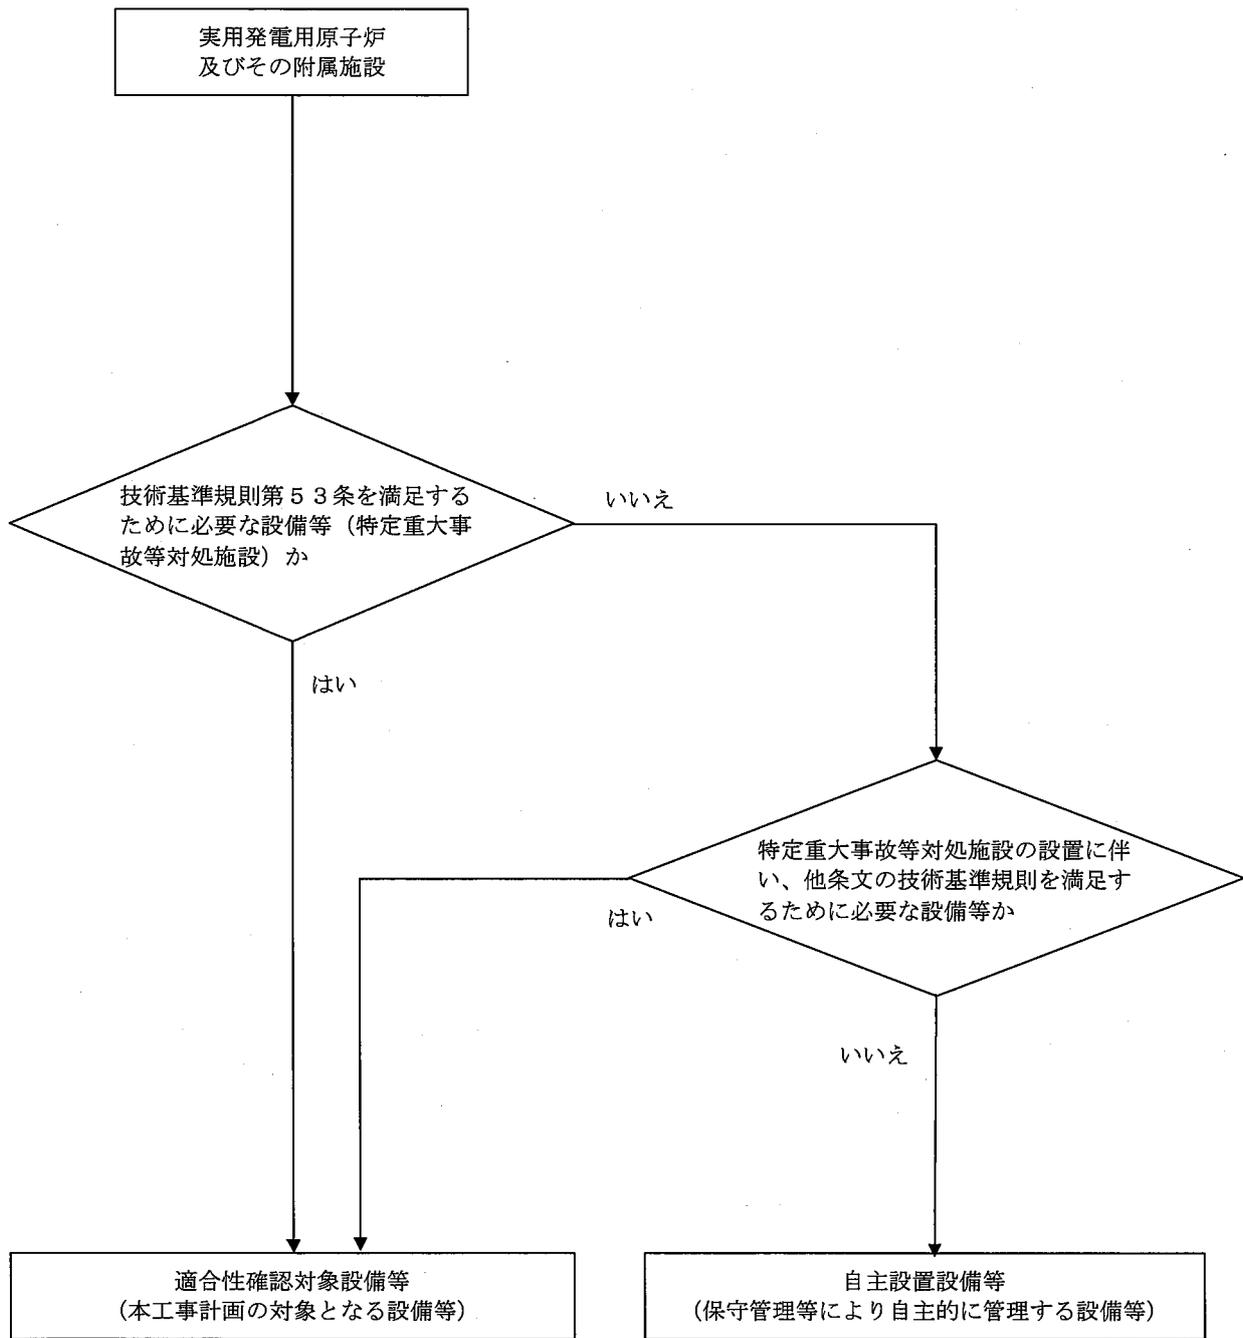 実用発電用原子炉
及びその附属施設
技術基準規則第５３条を満足する
ために必要な設備等（特定重大事
故等対処施設）か
いいえ
はい
特定重大事故等対処施設の設置に伴
い、他条文の技術基準規則を満足す
るために必要な設備等か
はい
いいえ
適合性確認対象設備等
（本工事計画の対象となる設備等）
自主設置設備等
（保守管理等により自主的に管理する設備等）